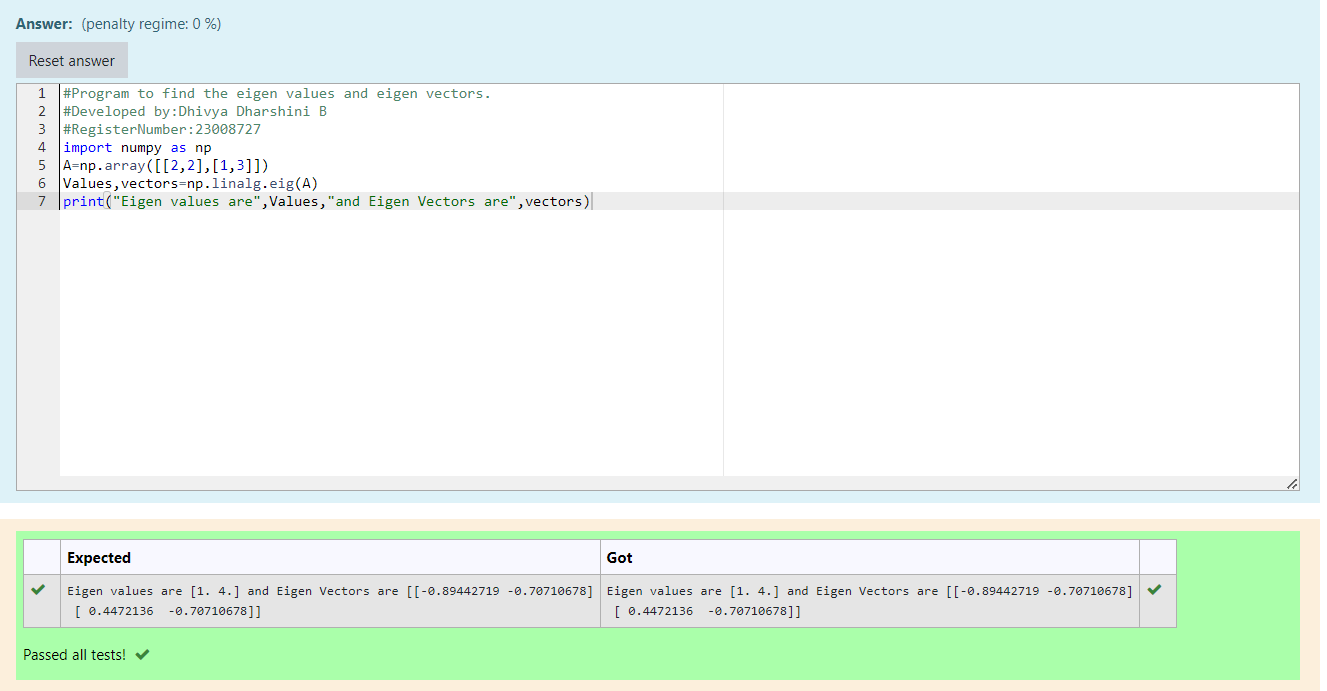 Answer: (penalty regime: 0 %)
Reset answer
1 #Program to find the eigen values and eigen vectors.
2 #Developed by:Dhivya Dharshini B
3 #RegisterNumber:23008727
4 import numpy as np
5 A=np.array([[2,2],[1,3]])
6 Values,vectors=np.linalg.eig(A)
7 print("Eigen values are",Values,"and Eigen Vectors are",vectors)
Expected Got
Eigen values are [1. 4.] and Eigen Vectors are [[-0.89442719 -0.70710678] Eigen values are [1. 4.] and Eigen Vectors are [[-0.89442719 -0.70710678]
[ 0.4472136  -0.70710678]] [ 0.4472136  -0.70710678]]
Passed all tests!